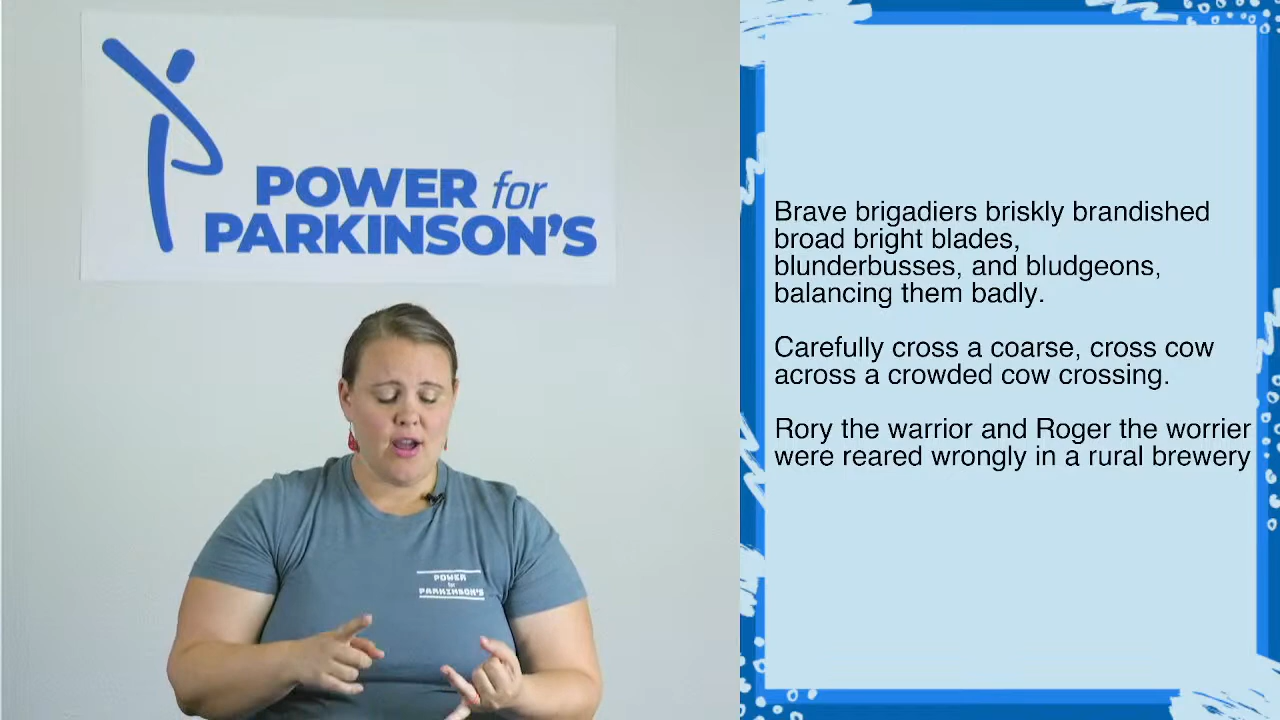 POWER for
PARKINSON'S
POWER
for
PARKINSON'S
Brave brigadiers briskly brandished
broad bright blades,
blunderbusses, and bludgeons,
balancing them badly.
Carefully cross a coarse, cross cow
across a crowded cow crossing.
Rory the warrior and Roger the worrier
were reared wrongly in a rural brewery